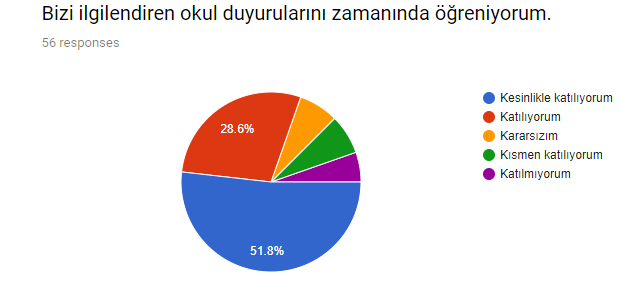 Bizi ilgilendiren okul duyurularını zamanında öğreniyorum.
56 responses
Kesinlikle katılıyorum
Katılıyorum
Kararsızım
Kısmen katılıyorum
Katılmıyorum
28.6%
51.8%